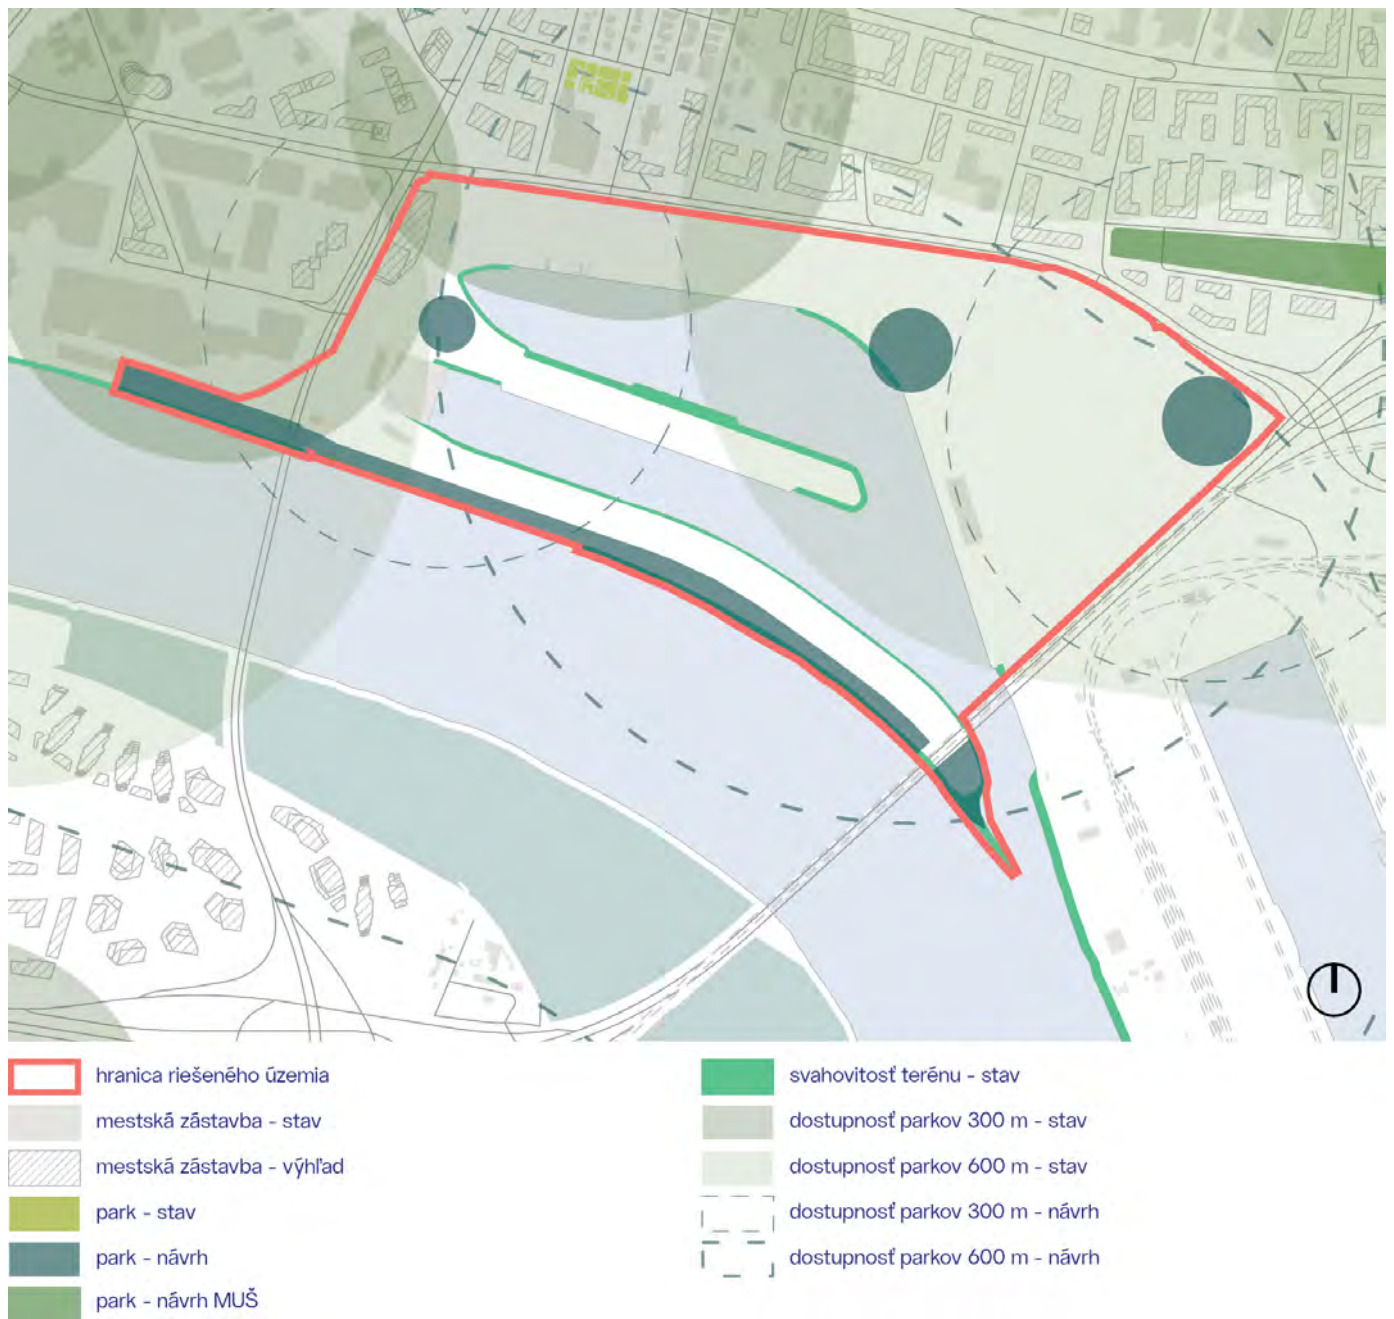 hranica riešeného územia
mestská zástavba - stav
mestská zástavba - výhľad
park - stav
park - návrh
park - návrh MUŠ
svahovitosť terénu - stav
dostupnosť parkov 300 m - stav
dostupnosť parkov 600 m - stav
dostupnosť parkov 300 m - návrh
dostupnosť parkov 600 m - návrh